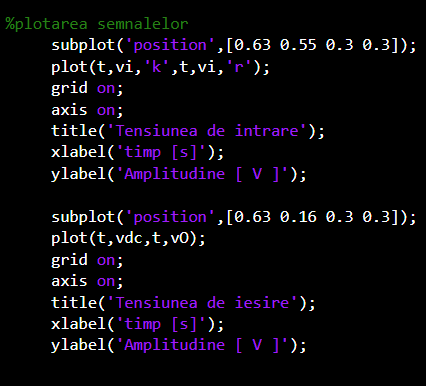 %plotarea semnalelor
subplot('position',[0.63 0.55 0.3 0.3]);
plot(t,vi,'k',t,vi,'r');
grid on;
axis on;
title('Tensiunea de intrare');
xlabel('timp [s]');
ylabel('Amplitudine [ V ]');
subplot('position',[0.63 0.16 0.3 0.3]);
plot(t,vdc,t,vO);
grid on;
axis on;
title('Tensiunea de iesire');
xlabel('timp [s]');
ylabel('Amplitudine [ V ]');